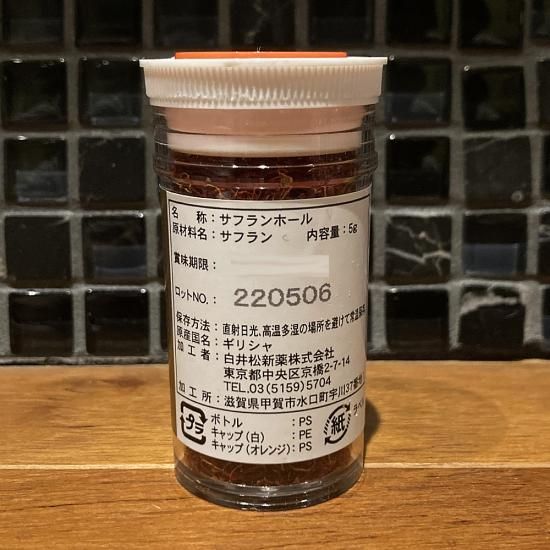 名　　称：サフランホール
原材料名：サフラン　内容量：5g
賞味期限：
ロットNO.：220506
保存方法：直射日光、高温多湿の場所を避けて常温
原産国名：ギリシャ
加工者：白井松新薬株式会社
東京都中央区京橋2-7-14
TEL.03(5159)5704
加工所：滋賀県甲賀市水口町宇川37
プラ
ボトル：PS
キャップ(白)：PE
キャップ(オレンジ)：PS
紙
ラベ